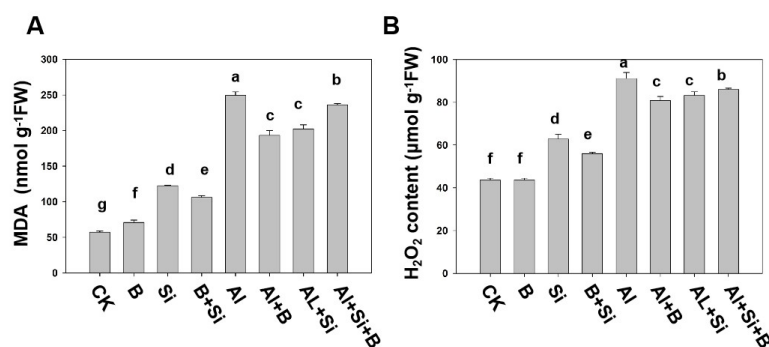 A
MDA (nmol g⁻¹FW)
300
250
200
150
100
50
0
g
f
d
e
a
c
c
b
CK
B
Si
B+Si
Al
Al+B
AL+Si
Al+Si+B
B
H₂O₂ content (µmol g⁻¹FW)
100
80
60
40
20
0
f
f
d
e
a
c
c
b
CK
B
Si
B+Si
Al
Al+B
AL+Si
Al+Si+B